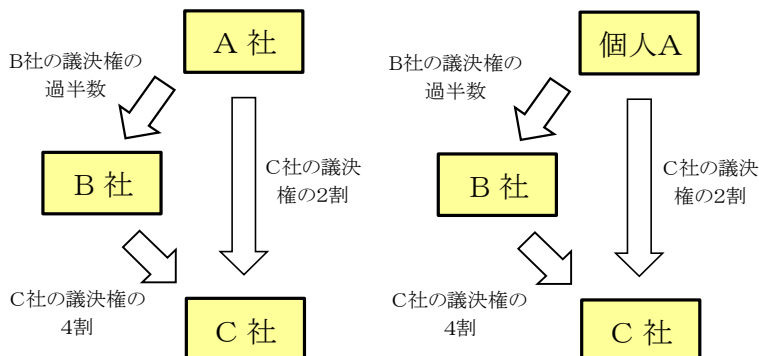 A 社
B社の議決権の
過半数
B 社
C社の議決
権の2割
C社の議決権の
4割
C 社
個人A
B社の議決権の
過半数
B 社
C社の議決
権の2割
C社の議決権の
4割
C 社